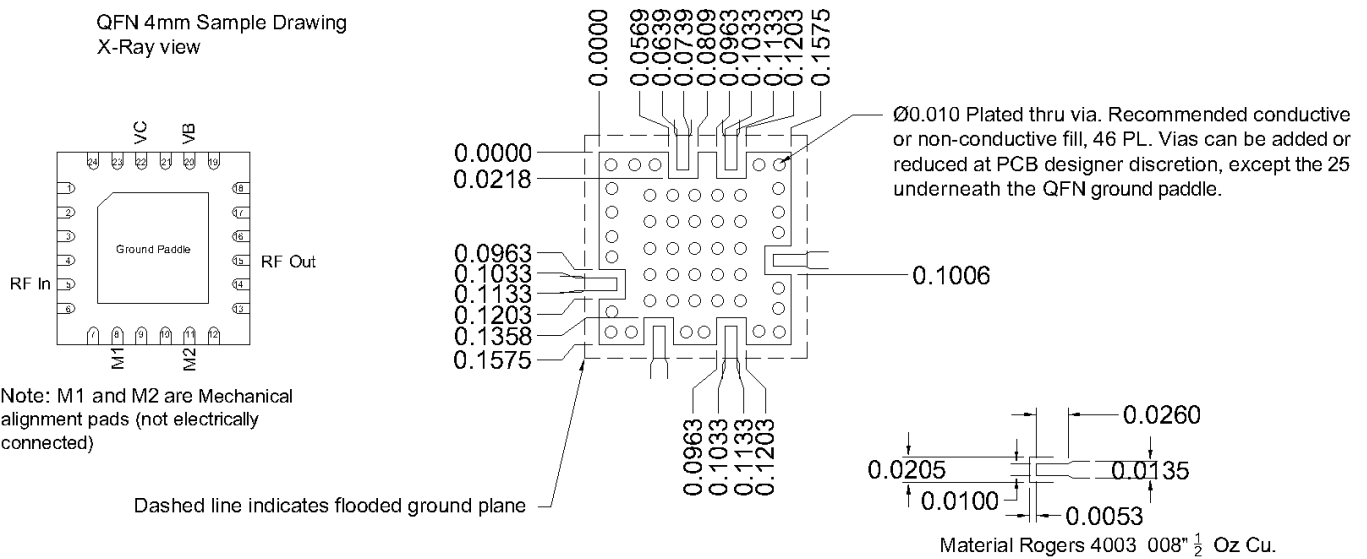 QFN 4mm Sample Drawing
X-Ray view
VC
VB
24 23 22 21 20 19
1
2
3
4
5
6
18
17
16
15
14
13
Ground Paddle
RF In
RF Out
7 8 9 10 11 12
M1
M2
Note: M1 and M2 are Mechanical
alignment pads (not electrically
connected)
0.0000
0.0569
0.0639
0.0739
0.0809
0.0963
0.1033
0.1133
0.1203
0.1575
0.0000
0.0218
0.0963
0.1033
0.1133
0.1203
0.1358
0.1575
Ø0.010 Plated thru via. Recommended conductive
or non-conductive fill, 46 PL. Vias can be added or
reduced at PCB designer discretion, except the 25
underneath the QFN ground paddle.
0.1006
0.0963
0.1033
0.1133
0.1203
Dashed line indicates flooded ground plane
0.0260
0.0205
0.0135
0.0100
0.0053
Material Rogers 4003 008" ½ Oz Cu.